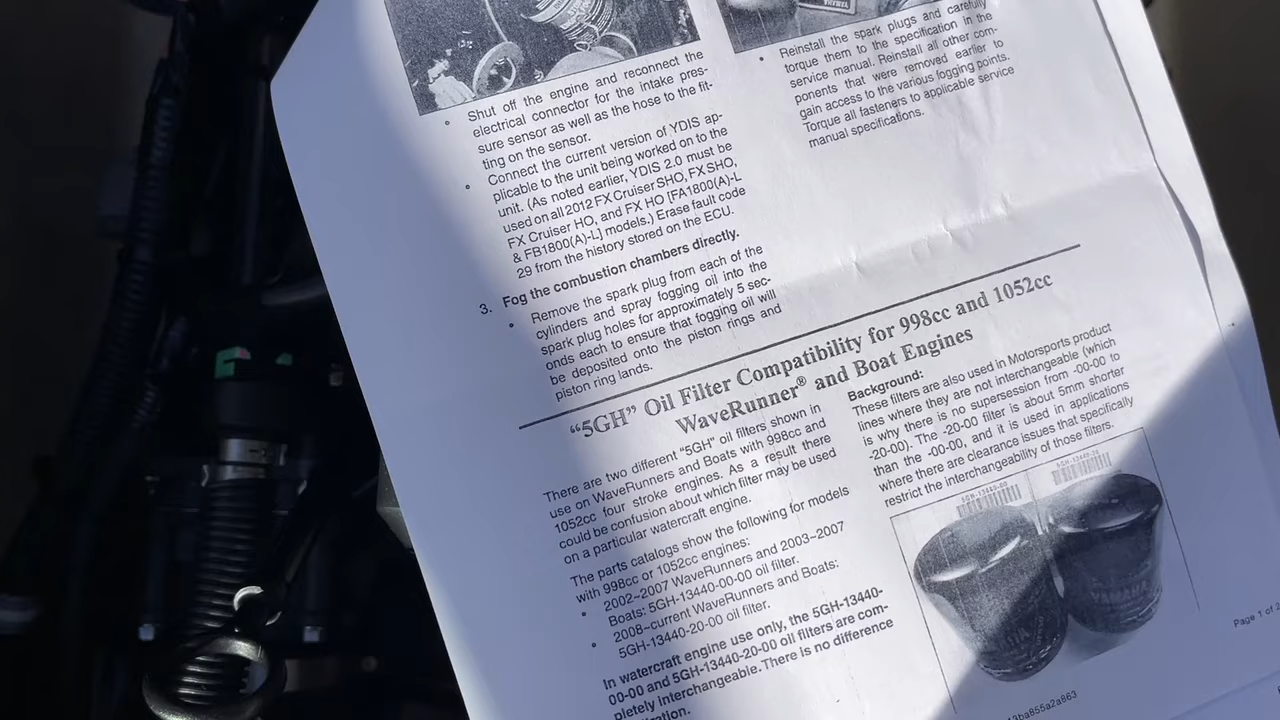 • Shut off the engine and reconnect the
electrical connector for the intake pres-
sure sensor as well as the hose to the fit-
ting on the sensor.
• Connect the current version of YDIS ap-
plicable to the unit being worked on to the
unit. (As noted earlier, YDIS 2.0 must be
used on all 2012 FX Cruiser SHO, FX SHO,
FX Cruiser HO, and FX HO [FA1800(A)-L
& FB1800(A)-L] models.) Erase fault code
29 from the history stored on the ECU.
3. Fog the combustion chambers directly.
• Remove the spark plug from each of the
cylinders and spray fogging oil into the
spark plug holes for approximately 5 sec-
onds each to ensure that fogging oil will
be deposited onto the piston rings and
piston ring lands.
• Reinstall the spark plugs and carefully
torque them to the specification in the
service manual. Reinstall all other com-
ponents that were removed earlier to
gain access to the various fogging points.
Torque all fasteners to applicable service
manual specifications.
“5GH” Oil Filter Compatibility for 998cc and 1052cc
WaveRunner® and Boat Engines
There are two different “5GH” oil filters shown in
use on WaveRunners and Boats with 998cc and
1052cc four stroke engines. As a result there
could be confusion about which filter may be used
on a particular watercraft engine.
The parts catalogs show the following for models
with 998cc or 1052cc engines:
• 2002–2007 WaveRunners and 2003–2007
Boats: 5GH-13440-00-00 oil filter.
• 2008–current WaveRunners and Boats:
5GH-13440-20-00 oil filter.
In watercraft engine use only, the 5GH-13440-
00-00 and 5GH-13440-20-00 oil filters are com-
pletely interchangeable. There is no difference
Background:
These filters are also used in Motorsports product
lines where they are not interchangeable (which
is why there is no supersession from -00-00 to
-20-00). The -20-00 filter is about 5mm shorter
than the -00-00, and it is used in applications
where there are clearance issues that specifically
restrict the interchangeability of those filters.
5GH-13440-00
5GH-13440-20
YAMAHA
Page 1 of
13ba855a2a863